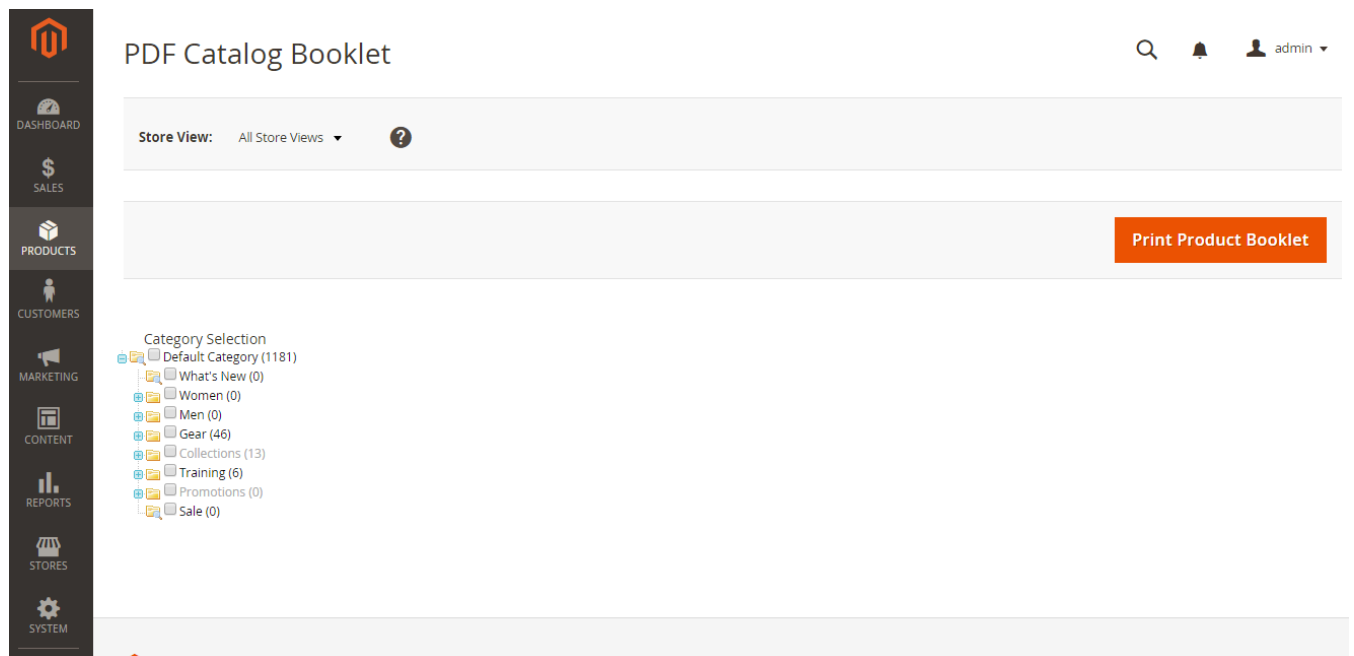 PDF Catalog Booklet
admin
DASHBOARD
Store View: All Store Views ?
$
SALES
PRODUCTS
Print Product Booklet
CUSTOMERS
Category Selection
Default Category (1181)
What's New (0)
MARKETING
Women (0)
Men (0)
Gear (46)
CONTENT
Collections (13)
Training (6)
Promotions (0)
REPORTS
Sale (0)
STORES
SYSTEM